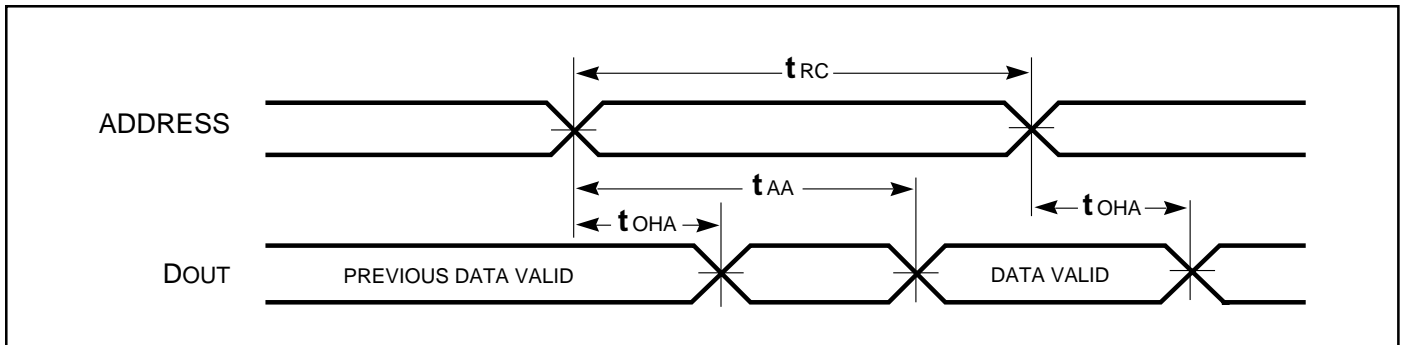 tRC
ADDRESS
tAA
tOHA
tOHA
DOUT
PREVIOUS DATA VALID
DATA VALID